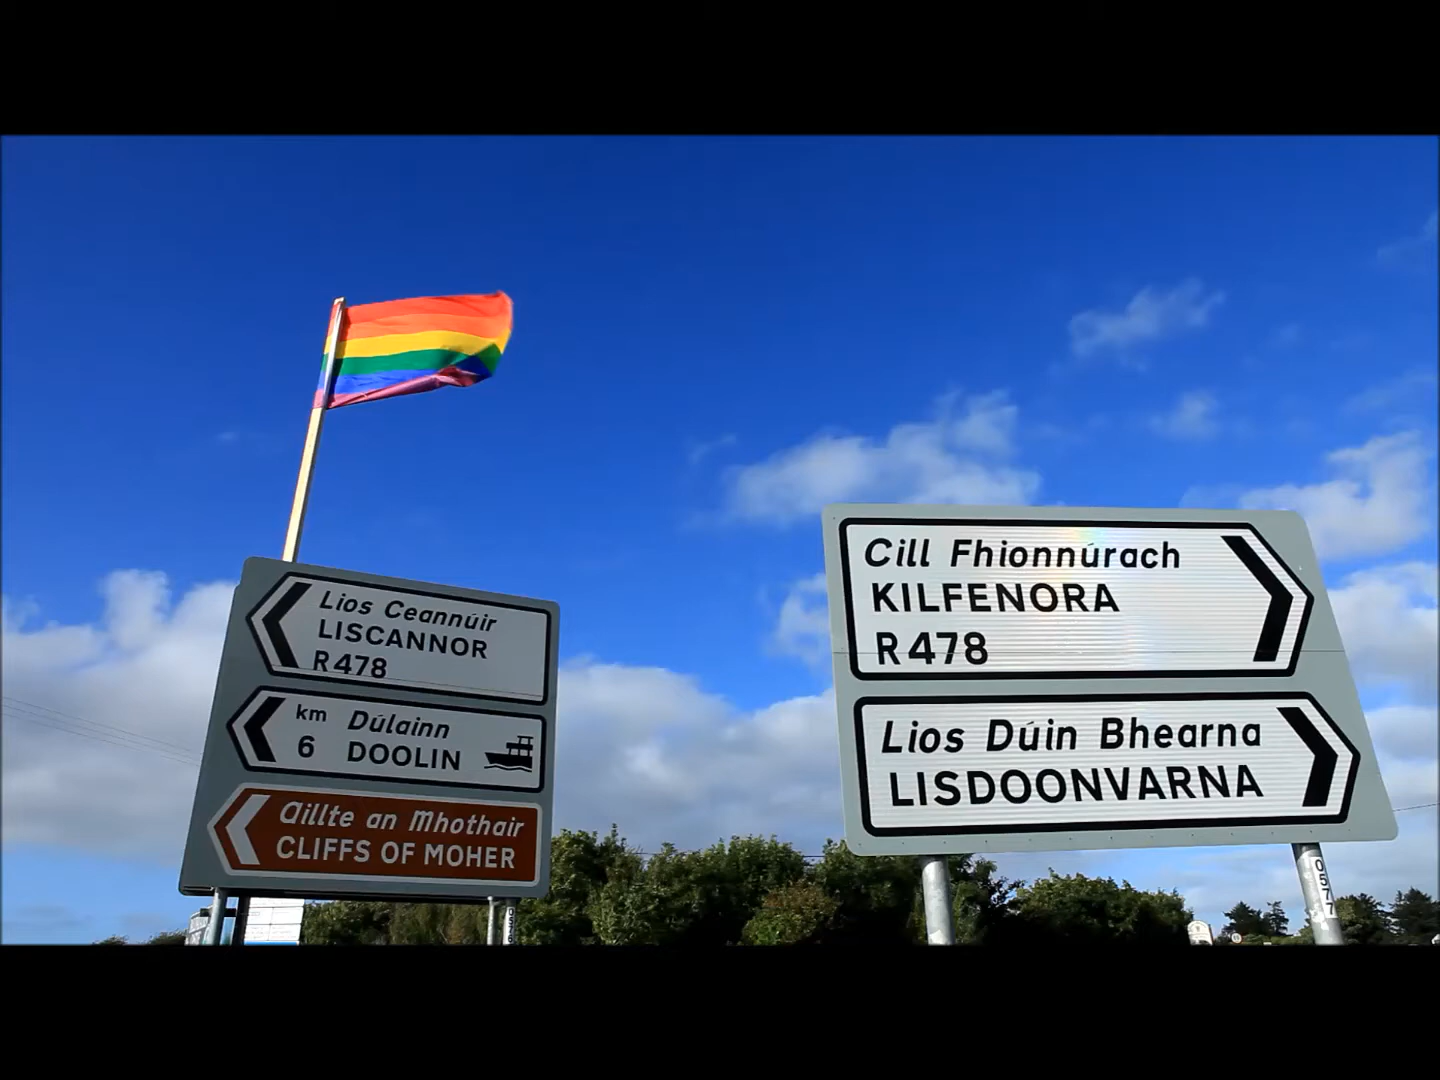 Lios Ceannúir
LISCANNOR
R478
km Dúlainn
6 DOOLIN
Aillte an Mhothair
CLIFFS OF MOHER
Cill Fhionnúrach
KILFENORA
R478
Lios Dúin Bhearna
LISDOONVARNA
0577